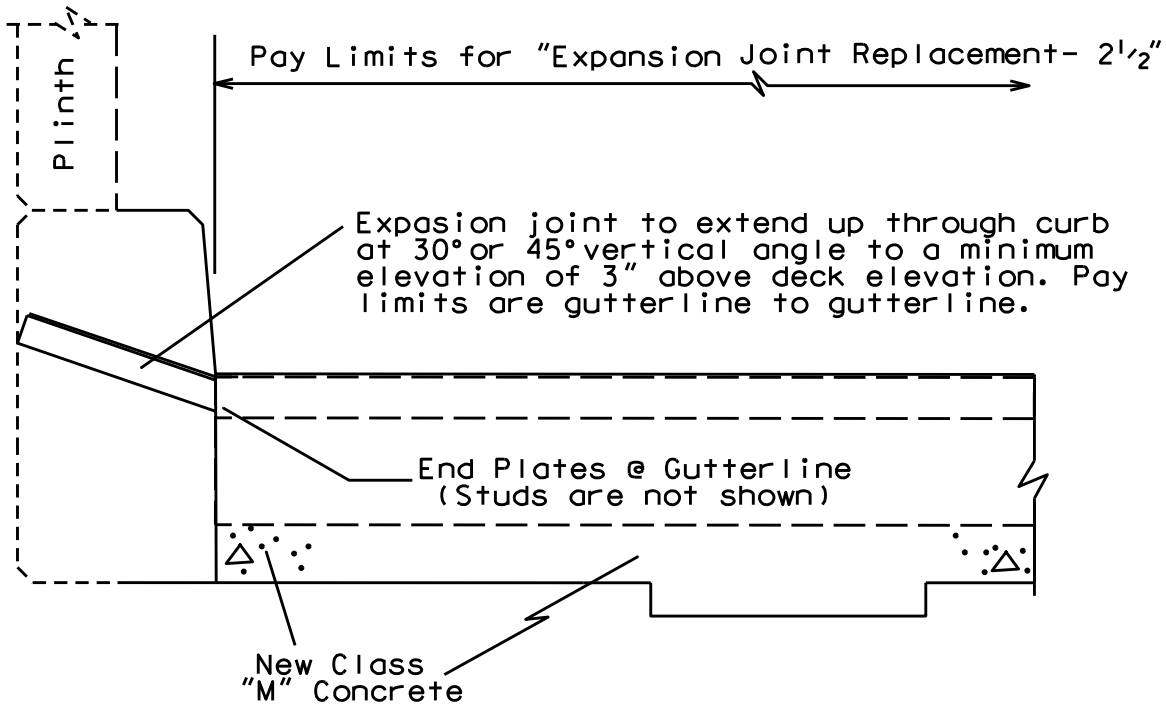 Pay Limits for "Expansion Joint Replacement- 2 1/2"
Plinth
Expasion joint to extend up through curb
at 30° or 45° vertical angle to a minimum
elevation of 3" above deck elevation. Pay
limits are gutterline to gutterline.
End Plates @ Gutterline
(Studs are not shown)
New Class
"M" Concrete